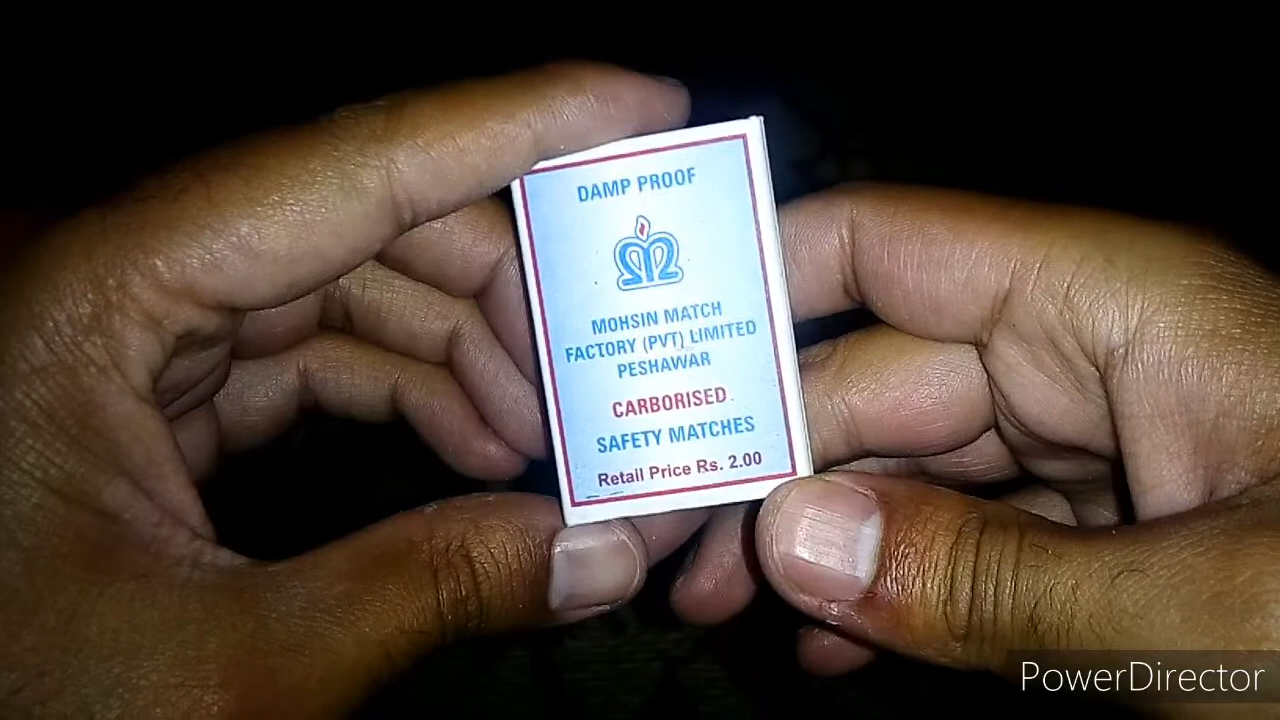 DAMP PROOF
MOHSIN MATCH
FACTORY (PVT) LIMITED
PESHAWAR
CARBORISED
SAFETY MATCHES
Retail Price Rs. 2.00
PowerDirector